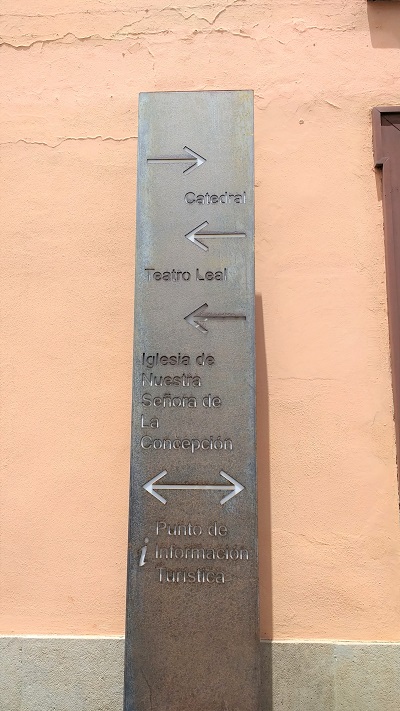 Catedral
Teatro Leal
Iglesia de
Nuestra
Señora de
La
Concepción
Punto de
i Información
Turística